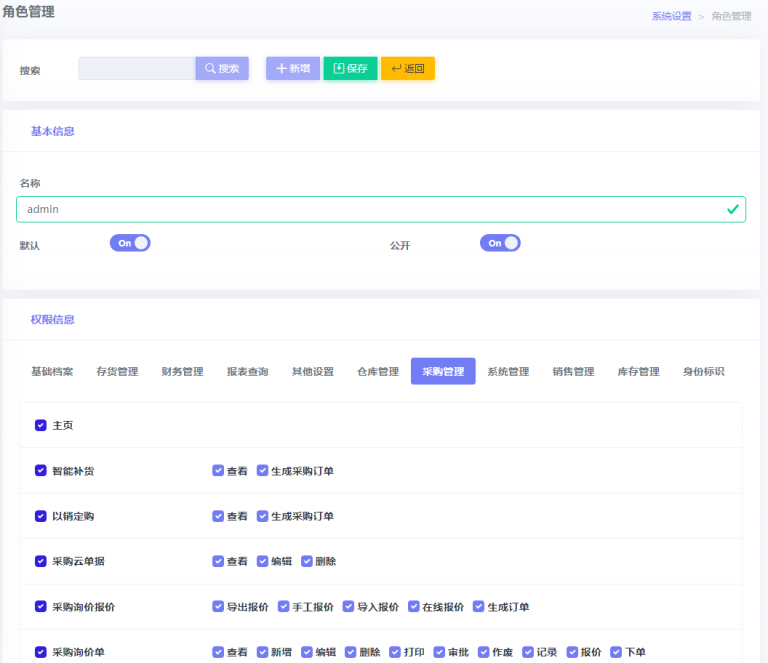 角色管理
系统设置 > 角色管理
搜索 搜索 新增 保存 返回
基本信息
名称
admin
默认 On 公开 On
权限信息
基础档案 存货管理 财务管理 报表查询 其他设置 仓库管理 采购管理 系统管理 销售管理 库存管理 身份标识
主页
智能补货 查看 生成采购订单
以销定购 查看 生成采购订单
采购云单据 查看 编辑 删除
采购询价报价 导出报价 手工报价 导入报价 在线报价 生成订单
采购询价单 查看 新增 编辑 删除 打印 审批 作废 记录 报价 下单